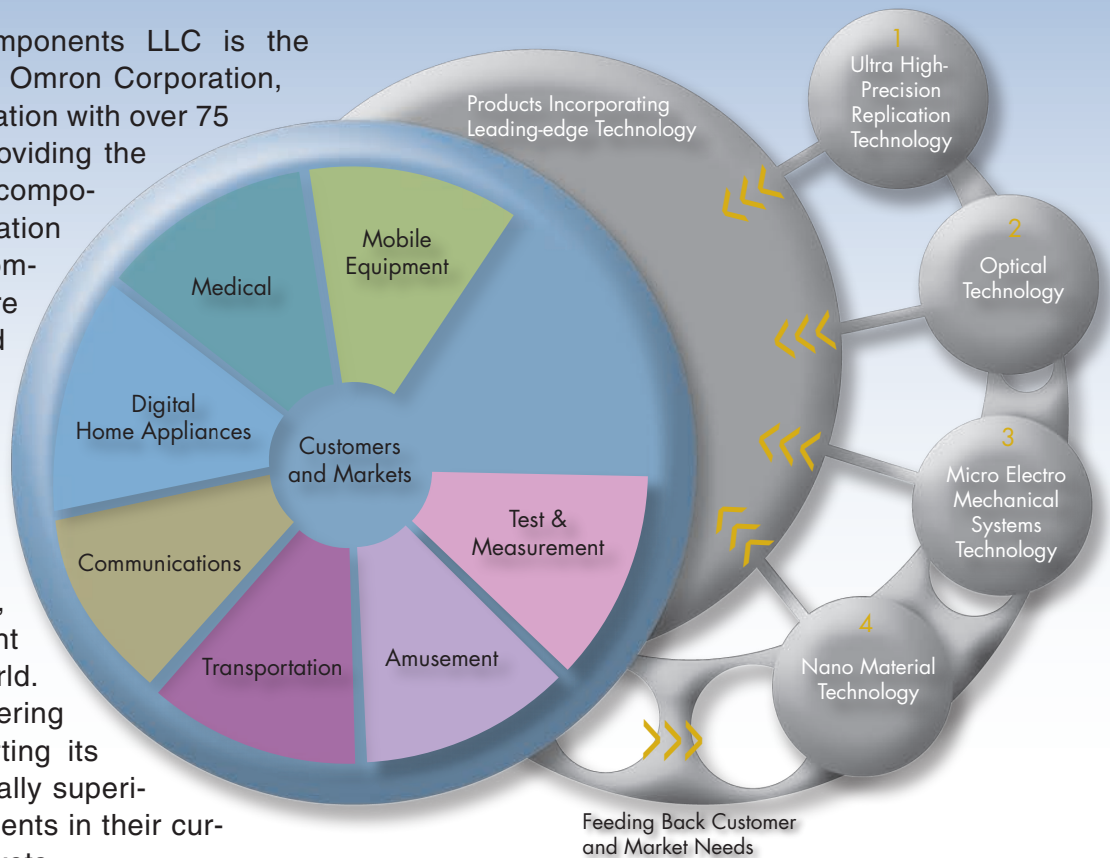 mponents LLC is the
Omron Corporation,
ation with over 75
oviding the
compo-
ation
om-
re
d
,
nt
rld.
ering
rting its
ally superi-
ents in their cur-
Products Incorporating
Leading-edge Technology
1
Ultra High-
Precision
Replication
Technology
2
Optical
Technology
3
Micro Electro
Mechanical
Systems
Technology
4
Nano Material
Technology
Mobile
Equipment
Medical
Digital
Home Appliances
Customers
and Markets
Communications
Test &
Measurement
Transportation
Amusement
Feeding Back Customer
and Market Needs